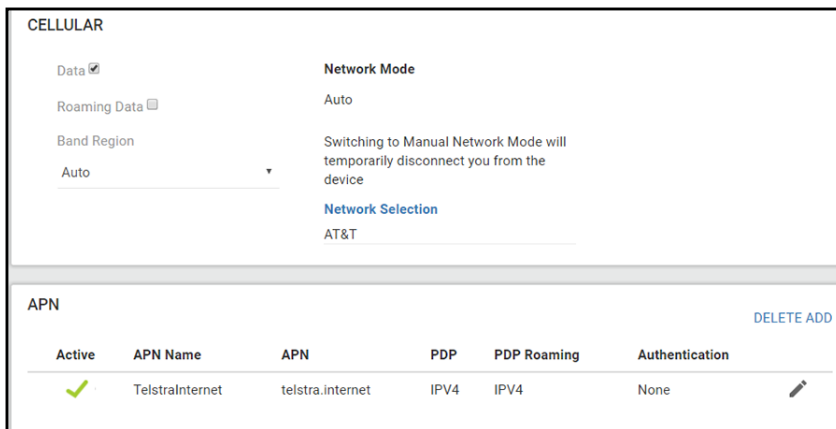 CELLULAR
Data
Network Mode
Roaming Data
Auto
Band Region
Switching to Manual Network Mode will
temporarily disconnect you from the
device
Auto
Network Selection
AT&T
APN
DELETE ADD
Active APN Name APN PDP PDP Roaming Authentication
TelstraInternet telstra.internet IPV4 IPV4 None